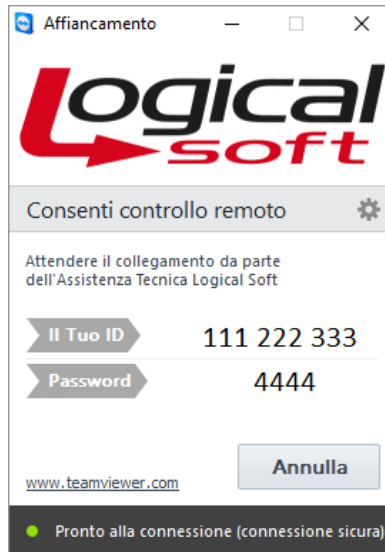 Affiancamento
Logical
soft
Consenti controllo remoto
Attendere il collegamento da parte
dell'Assistenza Tecnica Logical Soft
Il Tuo ID 111 222 333
Password 4444
Annulla
www.teamviewer.com
Pronto alla connessione (connessione sicura)